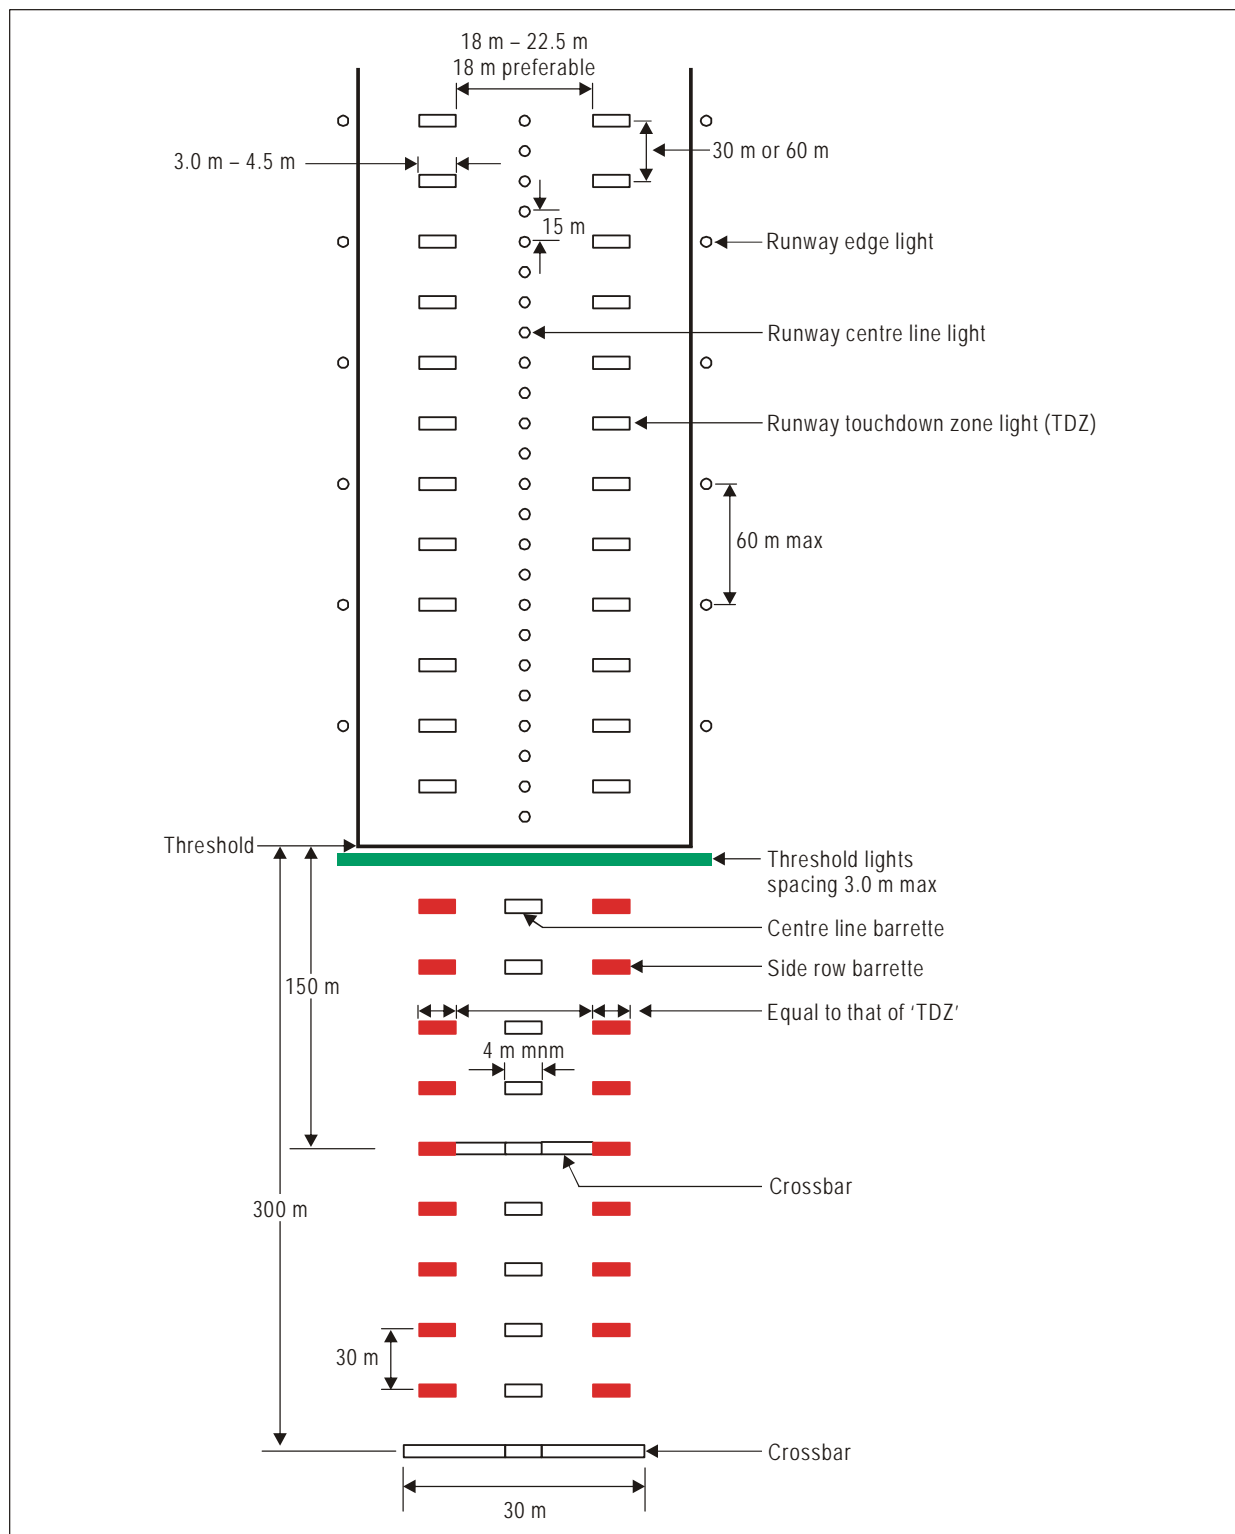 18 m – 22.5 m
18 m preferable
3.0 m – 4.5 m
30 m or 60 m
15 m
Runway edge light
Runway centre line light
Runway touchdown zone light (TDZ)
60 m max
Threshold
Threshold lights
spacing 3.0 m max
Centre line barrette
Side row barrette
150 m
Equal to that of ‘TDZ’
4 m mnm
Crossbar
300 m
30 m
Crossbar
30 m